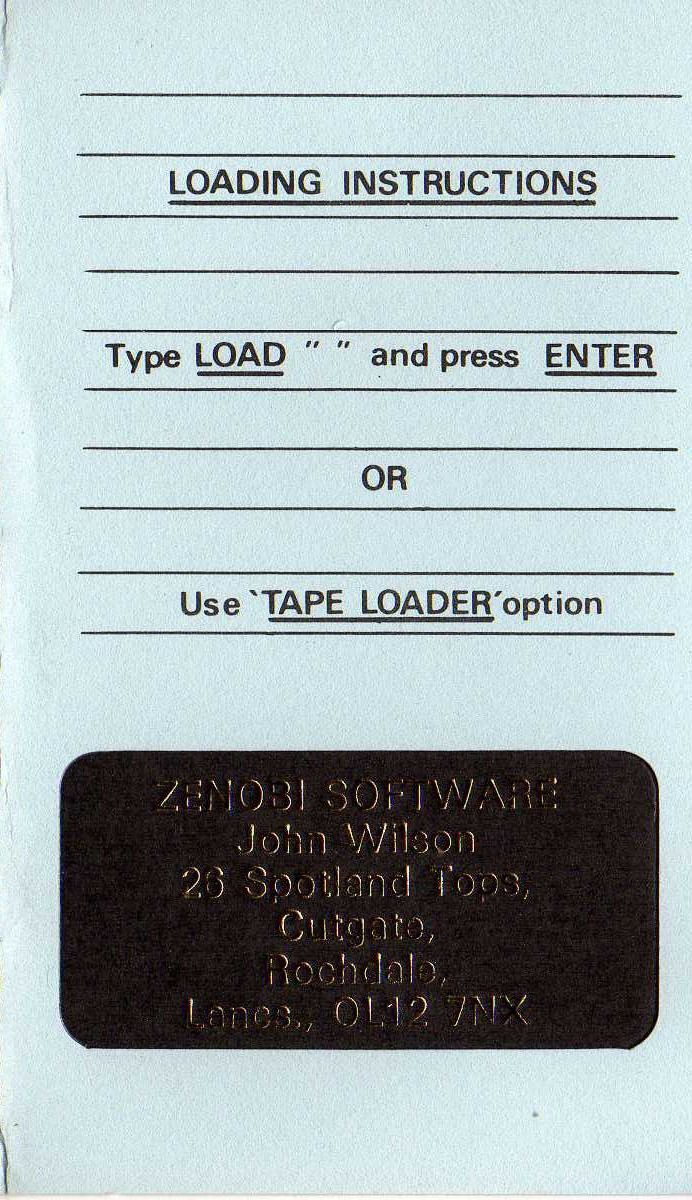 LOADING INSTRUCTIONS
Type LOAD " " and press ENTER
OR
Use `TAPE LOADER´option
ZENOBI SOFTWARE
John Wilson
26 Spotland Tops,
Cutgate,
Rochdale,
Lancs., OL12 7NX